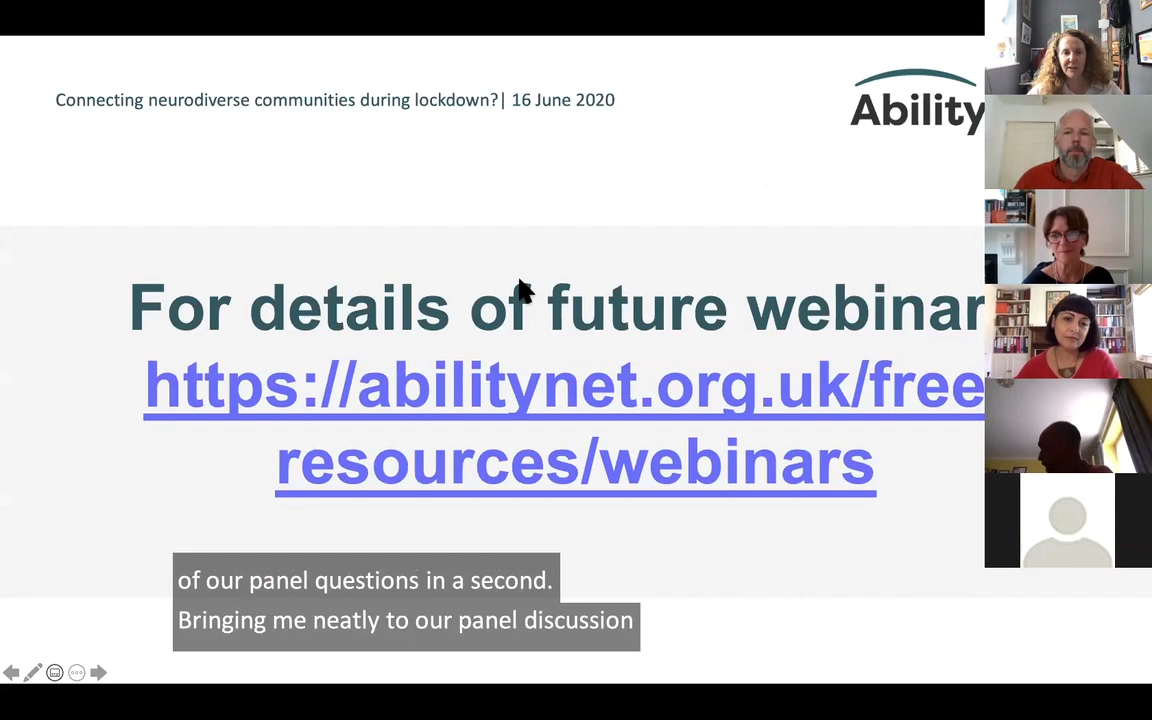 Connecting neurodiverse communities during lockdown?| 16 June 2020
Ability
For details of future webinar
https://abilitynet.org.uk/free
resources/webinars
of our panel questions in a second.
Bringing me neatly to our panel discussion